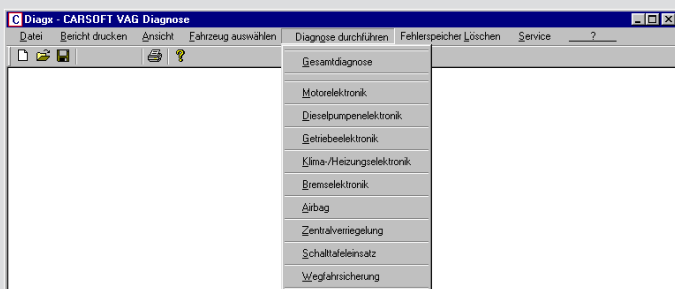 C Diagx - CARSOFT VAG Diagnose
Datei Bericht drucken Ansicht Fahrzeug auswählen Diagnose durchführen Fehlerspeicher Löschen Service ?
Gesamtdiagnose
Motorelektronik
Dieselpumpenelektronik
Getriebeelektronik
Klima-/Heizungselektronik
Bremselektronik
Airbag
Zentralverriegelung
Schalttafeleinsatz
Wegfahrsicherung